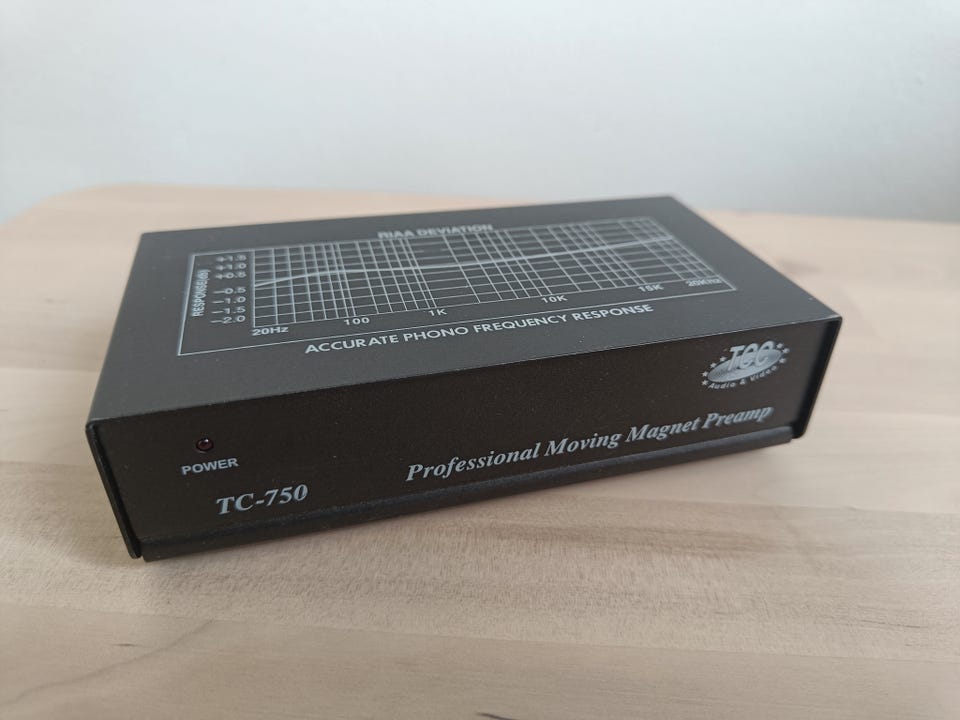 RIAA DEVIATION
RESPONSE(dB)
+1.5
+1.0
+0.5
-0.5
-1.0
-1.5
-2.0
20Hz 100 1K 10K 15K 20Khz
ACCURATE PHONO FREQUENCY RESPONSE
TCC
Audio & Video
POWER
TC-750
Professional Moving Magnet Preamp